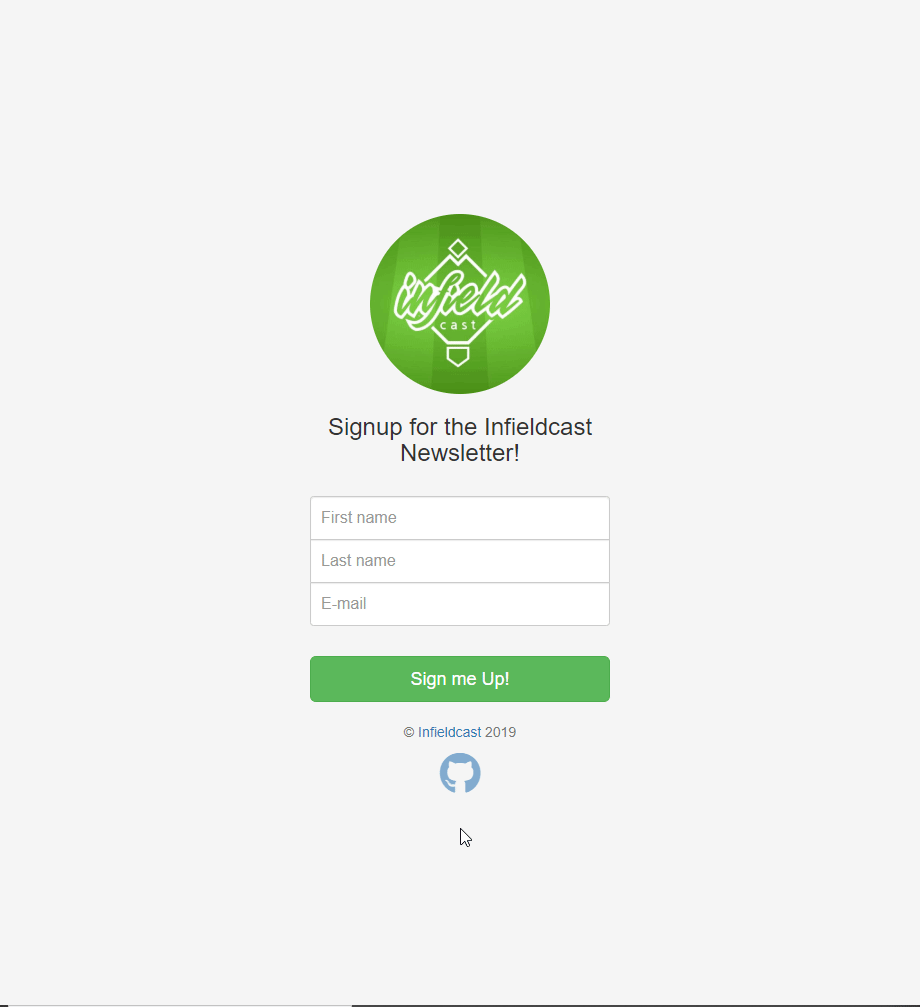 infield
cast
Signup for the Infieldcast
Newsletter!
First name
Last name
E-mail
Sign me Up!
© Infieldcast 2019